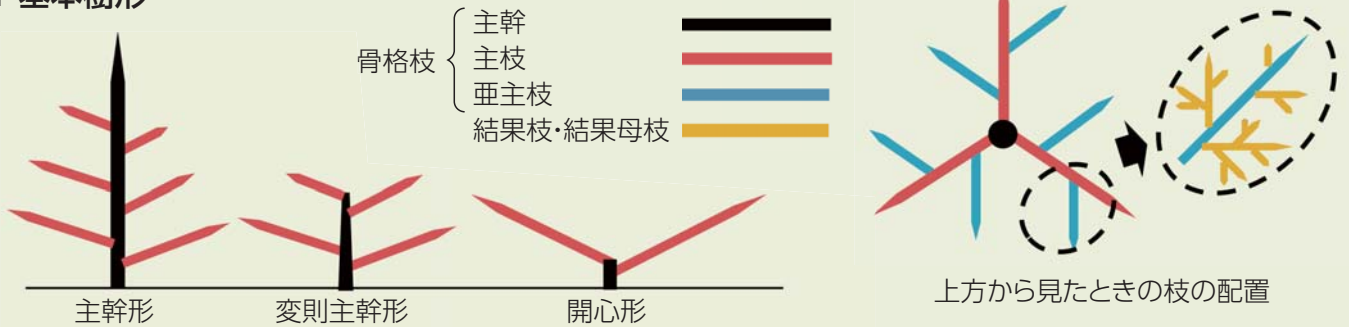 基本樹形
骨格枝
主幹
主枝
亜主枝
結果枝・結果母枝
主幹形
変則主幹形
開心形
上方から見たときの枝の配置